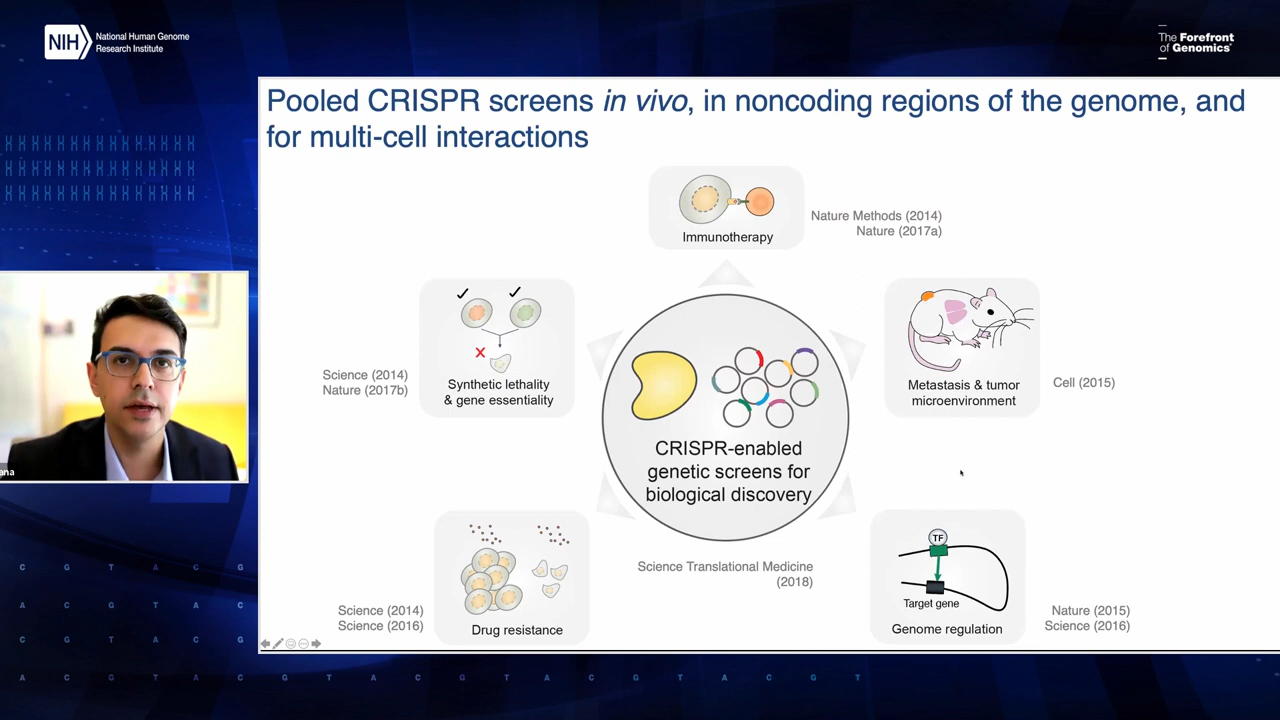 NIH
National Human Genome
Research Institute
The Forefront
of Genomics®
Pooled CRISPR screens in vivo, in noncoding regions of the genome, and
for multi-cell interactions
Immunotherapy
Nature Methods (2014)
Nature (2017a)
Synthetic lethality
& gene essentiality
Science (2014)
Nature (2017b)
Metastasis & tumor
microenvironment
Cell (2015)
CRISPR-enabled
genetic screens for
biological discovery
Science Translational Medicine
(2018)
Drug resistance
Science (2014)
Science (2016)
TF
Target gene
Genome regulation
Nature (2015)
Science (2016)
ana
C G T A C G
A C G T A C
A C G T A C G
A C G T A C G T A C G T A C G T A C G T